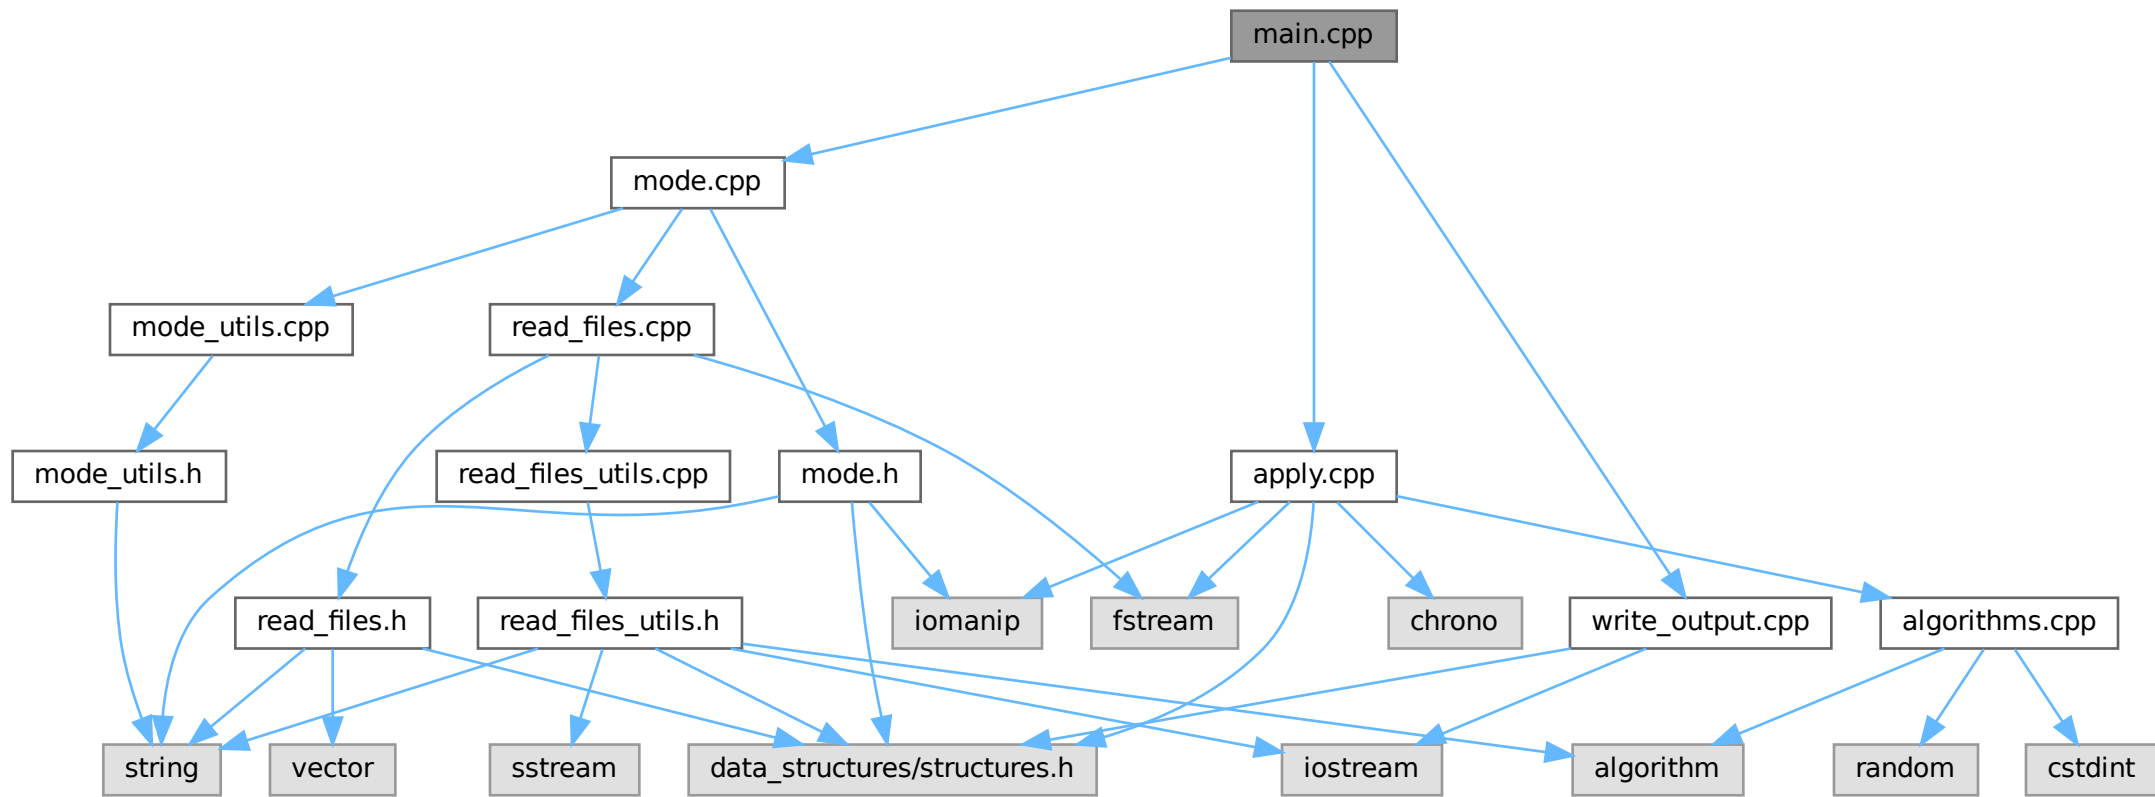 main.cpp
mode.cpp
mode_utils.cpp
read_files.cpp
mode_utils.h
read_files_utils.cpp
mode.h
apply.cpp
read_files.h
read_files_utils.h
iomanip
fstream
chrono
write_output.cpp
algorithms.cpp
string
vector
sstream
data_structures/structures.h
iostream
algorithm
random
cstdint